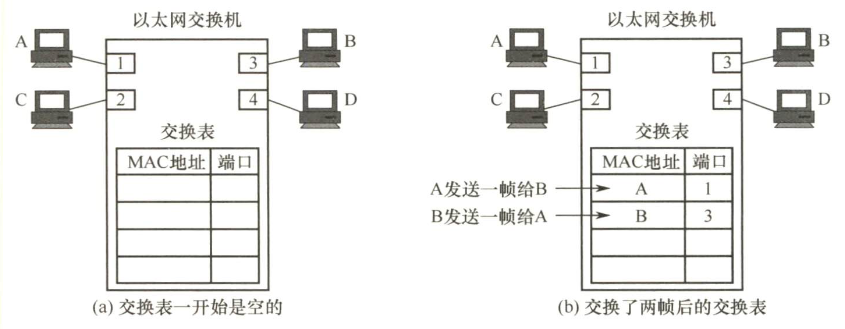 以太网交换机
A
B
1
3
C
D
2
4
交换表
MAC地址 端口
(a) 交换表一开始是空的
以太网交换机
A
B
1
3
C
D
2
4
交换表
MAC地址 端口
A发送一帧给B A 1
B发送一帧给A B 3
(b) 交换了两帧后的交换表